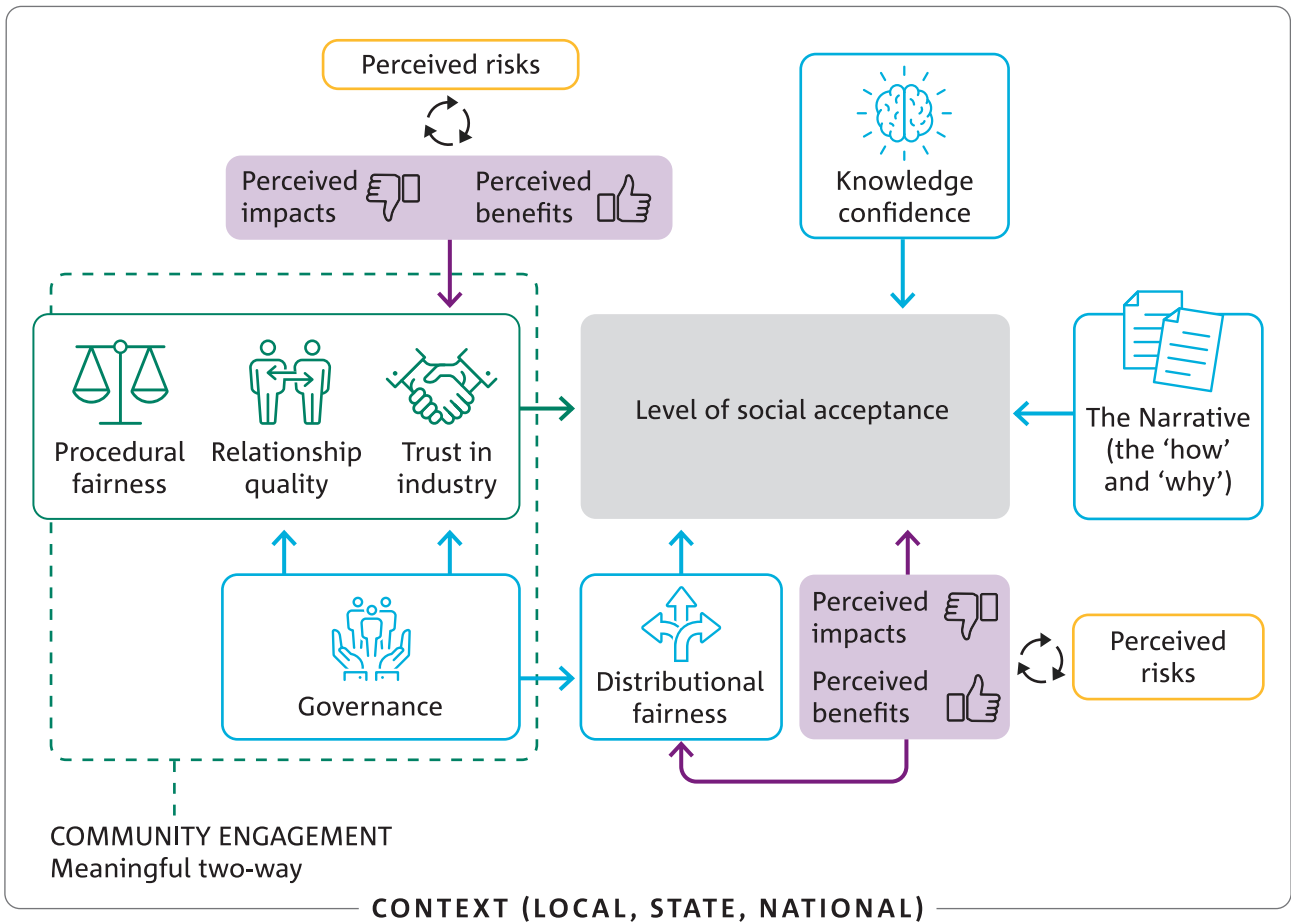 Perceived risks
Perceived
impacts
Perceived
benefits
Knowledge
confidence
Procedural
fairness
Relationship
quality
Trust in
industry
Level of social acceptance
The Narrative
(the ‘how’
and ‘why’)
Governance
Distributional
fairness
Perceived
impacts
Perceived
benefits
Perceived
risks
COMMUNITY ENGAGEMENT
Meaningful two-way
CONTEXT (LOCAL, STATE, NATIONAL)